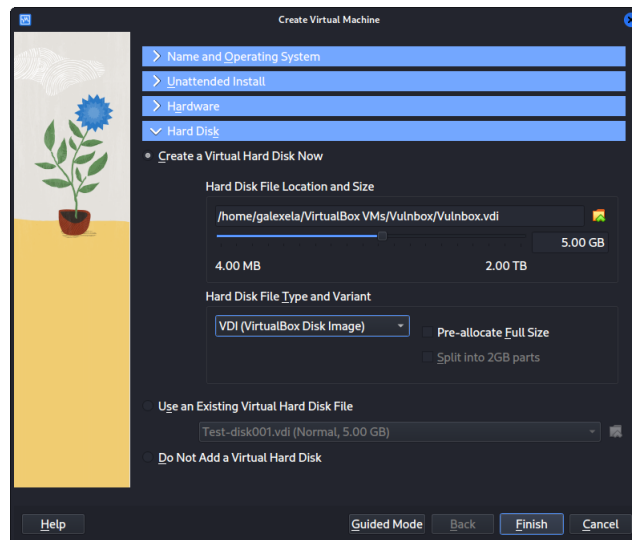 Create Virtual Machine
Name and Operating System
Unattended Install
Hardware
Hard Disk
Create a Virtual Hard Disk Now
Hard Disk File Location and Size
/home/galexela/VirtualBox VMs/Vulnbox/Vulnbox.vdi
5.00 GB
4.00 MB 2.00 TB
Hard Disk File Type and Variant
VDI (VirtualBox Disk Image) Pre-allocate Full Size
Split into 2GB parts
Use an Existing Virtual Hard Disk File
Test-disk001.vdi (Normal, 5.00 GB)
Do Not Add a Virtual Hard Disk
Help Guided Mode Back Finish Cancel